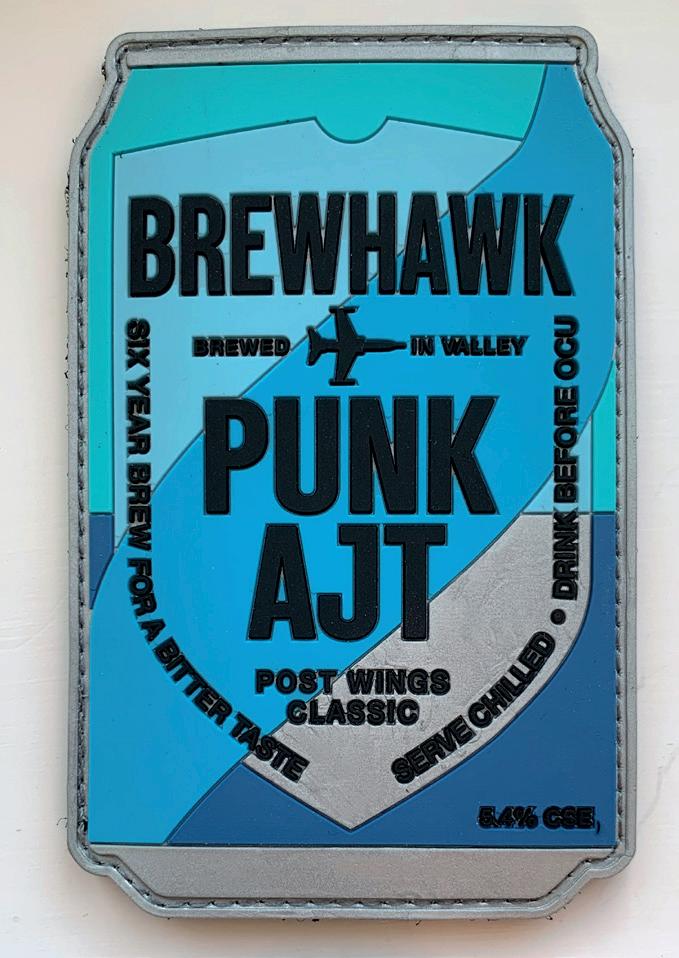 BREWHAWK
BREWED IN VALLEY
PUNK
AJT
POST WINGS
CLASSIC
SIX YEAR BREW FOR A BITTER TASTE
SERVE CHILLED • DRINK BEFORE OCU
5.4% CSE